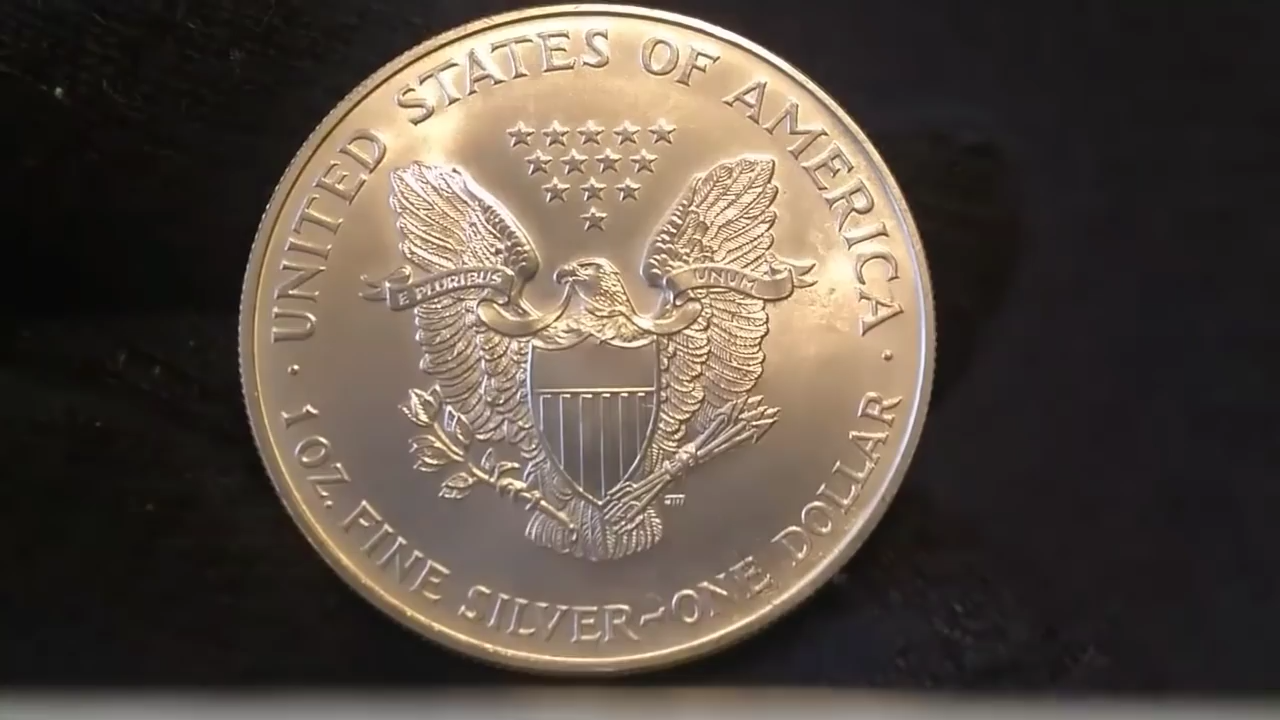 UNITED STATES OF AMERICA
E PLURIBUS UNUM
· 1 OZ. FINE SILVER~ONE DOLLAR ·